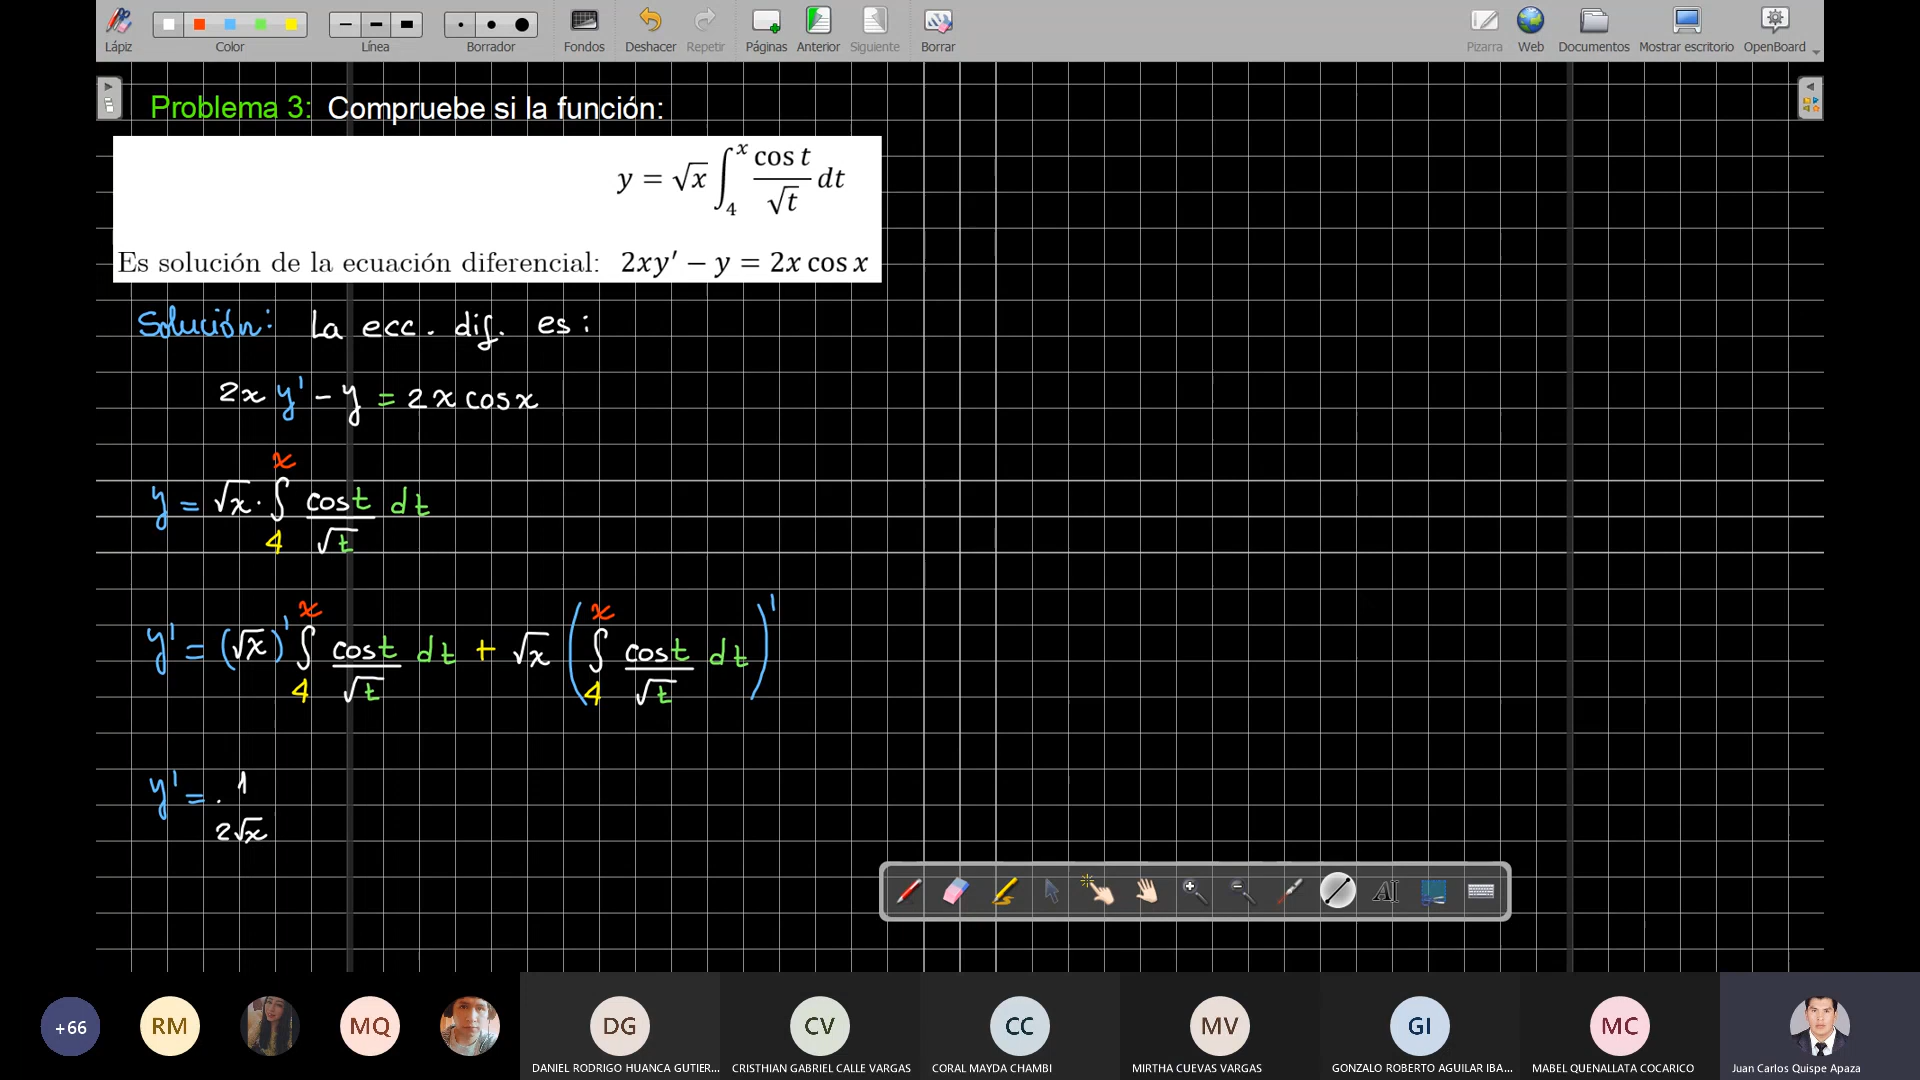 Lápiz Color Línea Borrador Fondos Deshacer Repetir Páginas Anterior Siguiente Borrar Pizarra Web Documentos Mostrar escritorio OpenBoard
Problema 3: Compruebe si la función:
y = √x ∫₄ˣ cos t / √t dt
Es solución de la ecuación diferencial: 2xy′ − y = 2x cos x
Solución: La ecc. dif. es:
2x y' - y = 2x cosx
y = √x · ∫₄ˣ cost / √t dt
y' = (√x)' ∫₄ˣ cost / √t dt + √x (∫₄ˣ cost / √t dt)'
y' = 1 / 2√x
AI
+66 RM MQ DG CV CC MV GI MC
DANIEL RODRIGO HUANCA GUTIER... CRISTHIAN GABRIEL CALLE VARGAS CORAL MAYDA CHAMBI MIRTHA CUEVAS VARGAS GONZALO ROBERTO AGUILAR IBA... MABEL QUENALLATA COCARICO Juan Carlos Quispe Apaza